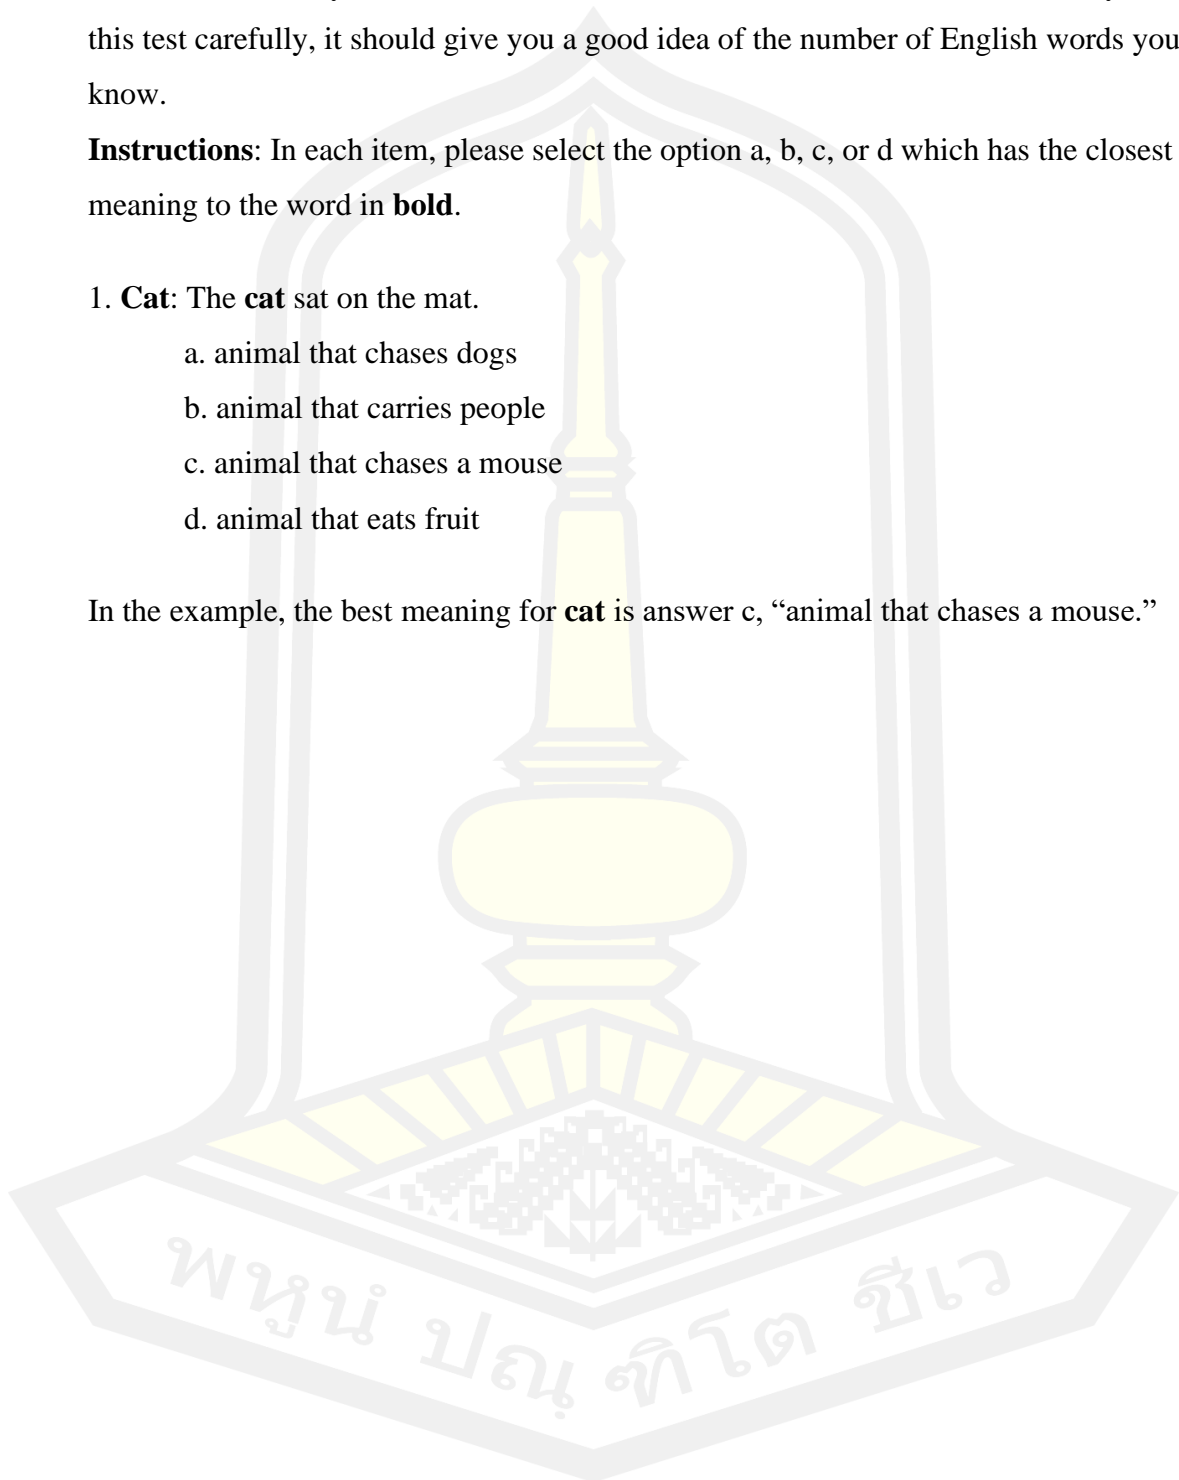 this test carefully, it should give you a good idea of the number of English words you
know.
Instructions: In each item, please select the option a, b, c, or d which has the closest
meaning to the word in bold.
1. Cat: The cat sat on the mat.
a. animal that chases dogs
b. animal that carries people
c. animal that chases a mouse
d. animal that eats fruit
In the example, the best meaning for cat is answer c, “animal that chases a mouse.”
พหูนํ ปณฺฑิโต ชีเว